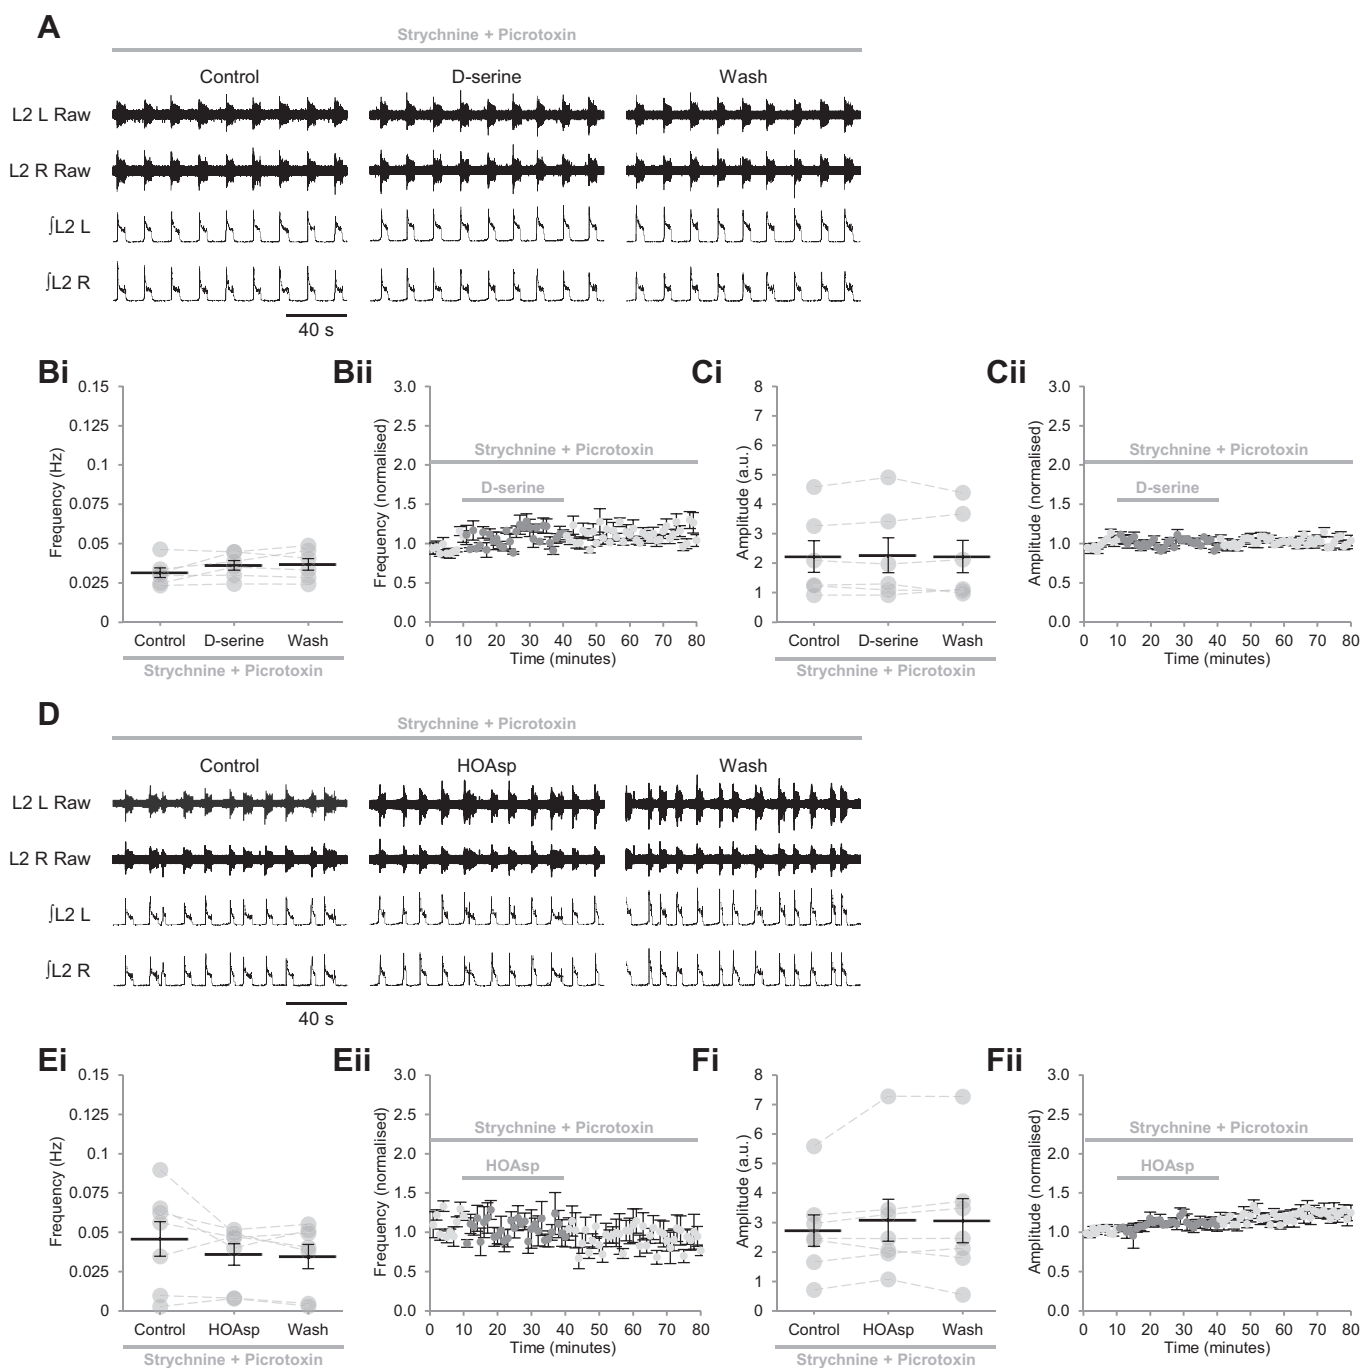 A
Strychnine + Picrotoxin
Control D-serine Wash
L2 L Raw
L2 R Raw
∫L2 L
∫L2 R
40 s
Bi
Frequency (Hz)
0.15
0.125
0.1
0.075
0.05
0.025
0
Control D-serine Wash
Strychnine + Picrotoxin
Bii
Frequency (normalised)
3.0
2.5
2.0
1.5
1.0
0.5
0.0
Strychnine + Picrotoxin
D-serine
0 10 20 30 40 50 60 70 80
Time (minutes)
Ci
Amplitude (a.u.)
8
7
6
5
4
3
2
1
0
Control D-serine Wash
Strychnine + Picrotoxin
Cii
Amplitude (normalised)
3.0
2.5
2.0
1.5
1.0
0.5
0.0
Strychnine + Picrotoxin
D-serine
0 10 20 30 40 50 60 70 80
Time (minutes)
D
Strychnine + Picrotoxin
Control HOAsp Wash
L2 L Raw
L2 R Raw
∫L2 L
∫L2 R
40 s
Ei
Frequency (Hz)
0.15
0.125
0.1
0.075
0.05
0.025
0
Control HOAsp Wash
Strychnine + Picrotoxin
Eii
Frequency (normalised)
3.0
2.5
2.0
1.5
1.0
0.5
0.0
Strychnine + Picrotoxin
HOAsp
0 10 20 30 40 50 60 70 80
Time (minutes)
Fi
Amplitude (a.u.)
8
7
6
5
4
3
2
1
0
Control HOAsp Wash
Strychnine + Picrotoxin
Fii
Amplitude (normalised)
3.0
2.5
2.0
1.5
1.0
0.5
0.0
Strychnine + Picrotoxin
HOAsp
0 10 20 30 40 50 60 70 80
Time (minutes)